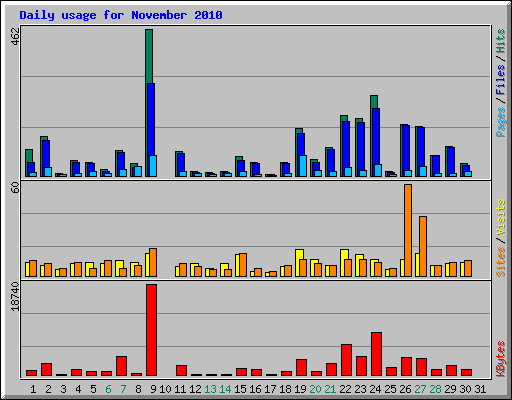 Daily usage for November 2010
462
Pages / Files / Hits
60
Sites / Visits
18740
KBytes
1 2 3 4 5 6 7 8 9 10 11 12 13 14 15 16 17 18 19 20 21 22 23 24 25 26 27 28 29 30 31